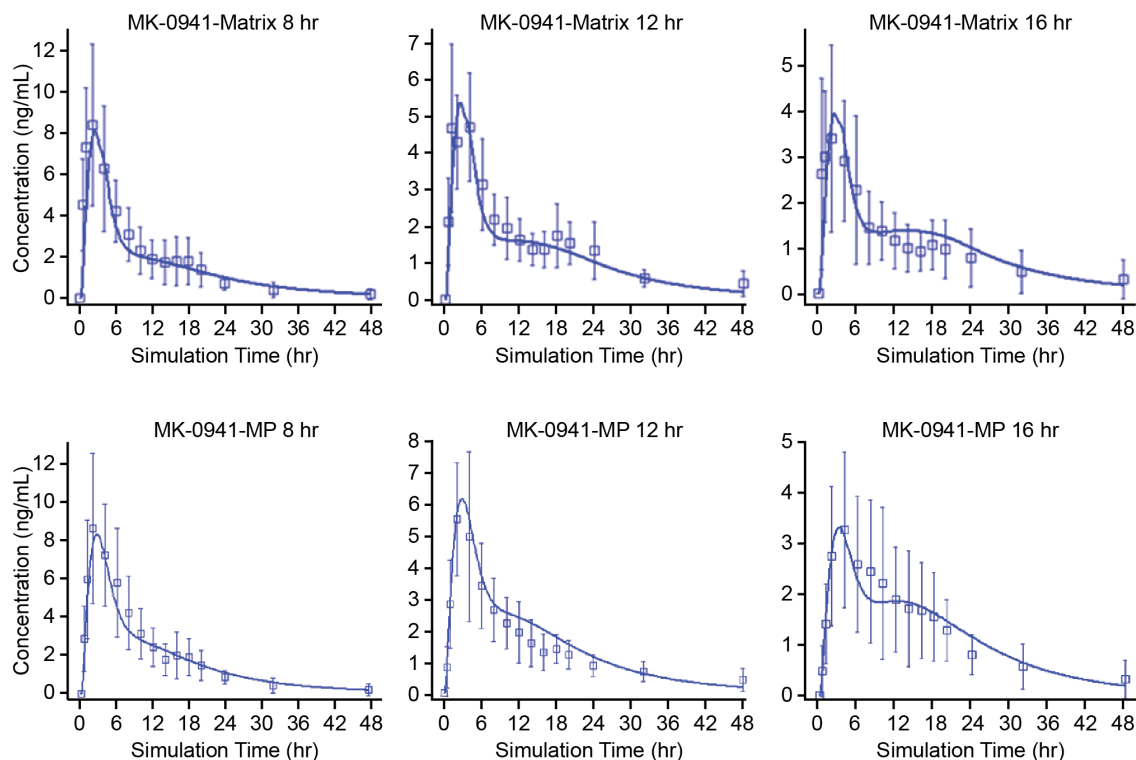 MK-0941-Matrix 8 hr
MK-0941-Matrix 12 hr
MK-0941-Matrix 16 hr
Concentration (ng/mL)
12
10
8
6
4
2
0
7
6
5
4
3
2
1
0
5
4
3
2
1
0
0 6 12 18 24 30 36 42 48
0 6 12 18 24 30 36 42 48
0 6 12 18 24 30 36 42 48
Simulation Time (hr)
Simulation Time (hr)
Simulation Time (hr)
MK-0941-MP 8 hr
MK-0941-MP 12 hr
MK-0941-MP 16 hr
Concentration (ng/mL)
12
10
8
6
4
2
0
8
7
6
5
4
3
2
1
0
5
4
3
2
1
0
0 6 12 18 24 30 36 42 48
0 6 12 18 24 30 36 42 48
0 6 12 18 24 30 36 42 48
Simulation Time (hr)
Simulation Time (hr)
Simulation Time (hr)